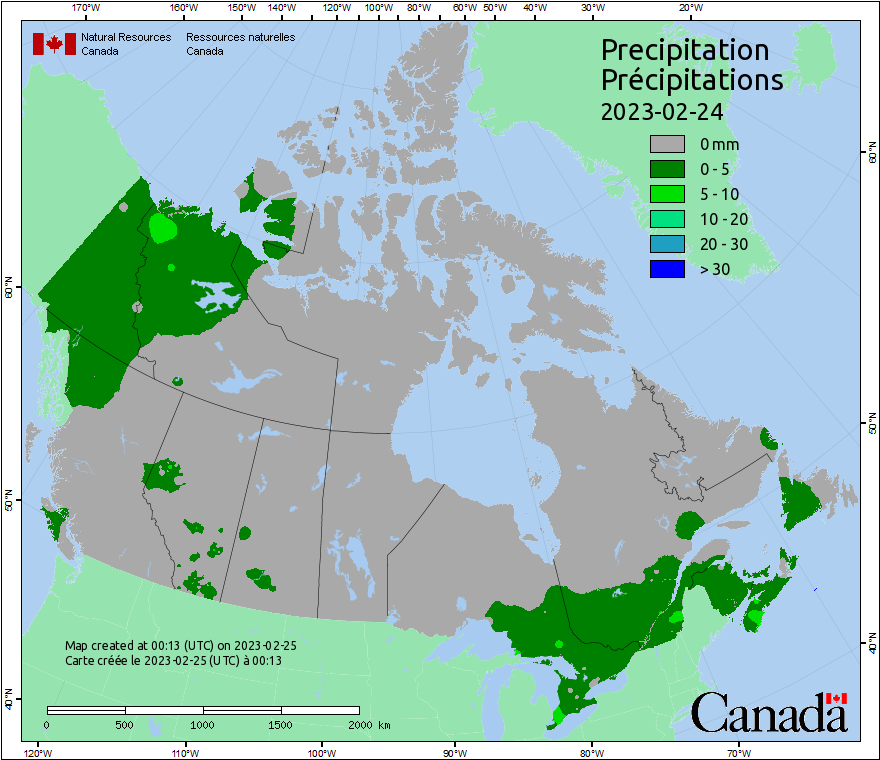 170°W 160°W 150°W 140°W 120°W 100°W 80°W 60°W 50°W 40°W 30°W 20°W
Natural Resources Ressources naturelles
Canada Canada
Precipitation
Précipitations
2023-02-24
0 mm
0 - 5
5 - 10
10 - 20
20 - 30
> 30
60°N 60°N
50°N 50°N
40°N 40°N
Map created at 00:13 (UTC) on 2023-02-25
Carte créée le 2023-02-25 (UTC) à 00:13
0 500 1000 1500 2000 km
Canada
120°W 110°W 100°W 90°W 80°W 70°W